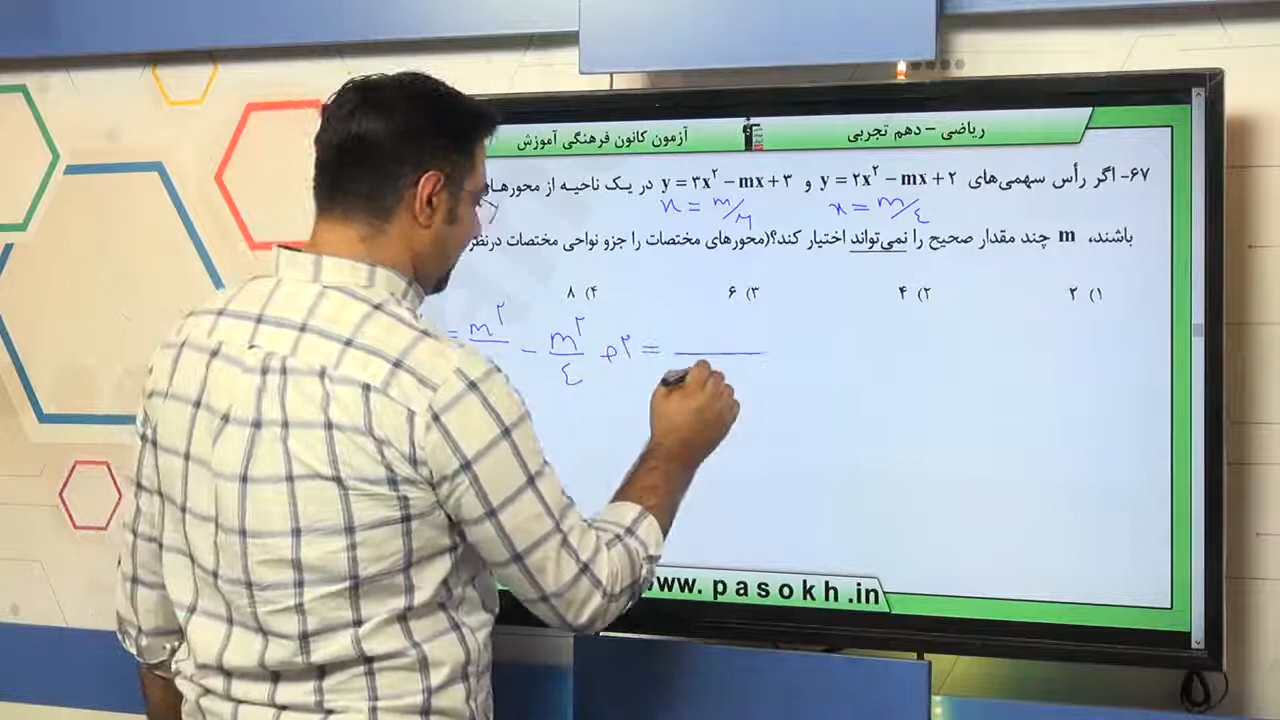 ریاضی – دهم تجربی آزمون کانون فرهنگی آموزش
۶۷- اگر رأس سهمی‌های y = ۲x² − mx + ۲ و y = ۳x² − mx + ۳ در یک ناحیه از محورهای
x = m/۴ x = m/۶
باشند، m چند مقدار صحیح را نمی‌تواند اختیار کند؟(محورهای مختصات را جزو نواحی مختصات درنظر
۱) ۲ ۲) ۴ ۳) ۶ ۴) ۸
= m² − m²/۴ + ۲ =
www.pasokh.in